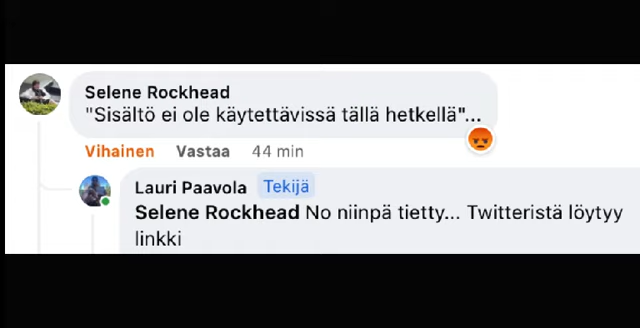 Selene Rockhead
"Sisältö ei ole käytettävissä tällä hetkellä"...
Vihainen Vastaa 44 min
Lauri Paavola Tekijä
Selene Rockhead No niinpä tietty... Twitteristä löytyy
linkki